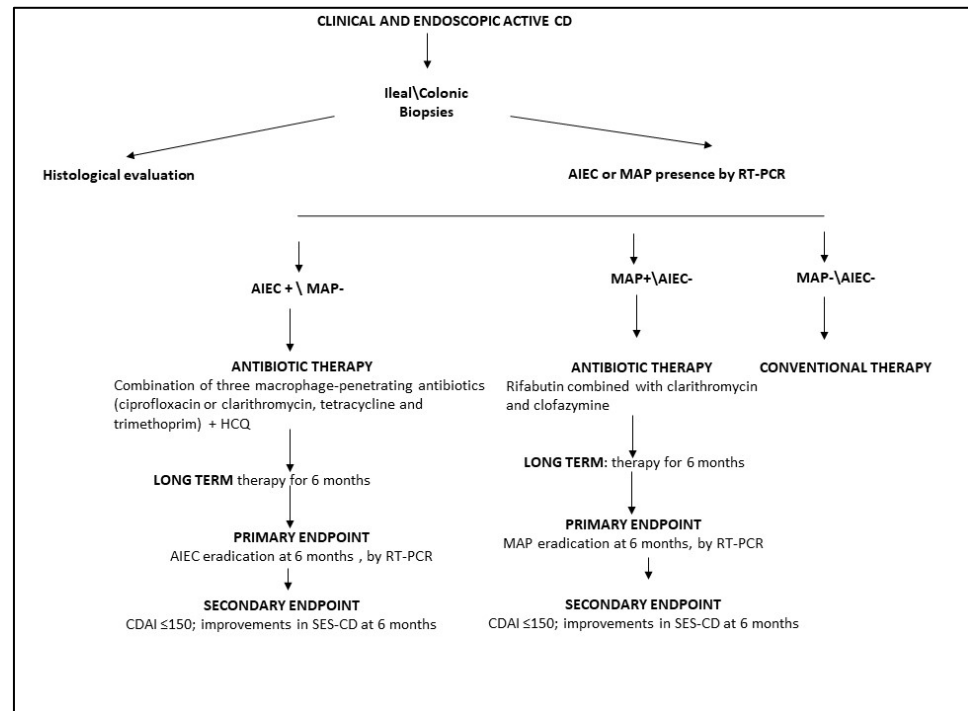 CLINICAL AND ENDOSCOPIC ACTIVE CD
Ileal\Colonic
Biopsies
Histological evaluation
AIEC or MAP presence by RT-PCR
AIEC + \ MAP-
MAP+\AIEC-
MAP-\AIEC-
ANTIBIOTIC THERAPY
Combination of three macrophage-penetrating antibiotics
(ciprofloxacin or clarithromycin, tetracycline and
trimethoprim) + HCQ
ANTIBIOTIC THERAPY
Rifabutin combined with clarithromycin
and clofazymine
CONVENTIONAL THERAPY
LONG TERM therapy for 6 months
LONG TERM: therapy for 6 months
PRIMARY ENDPOINT
AIEC eradication at 6 months , by RT-PCR
PRIMARY ENDPOINT
MAP eradication at 6 months, by RT-PCR
SECONDARY ENDPOINT
CDAI ≤150; improvements in SES-CD at 6 months
SECONDARY ENDPOINT
CDAI ≤150; improvements in SES-CD at 6 months